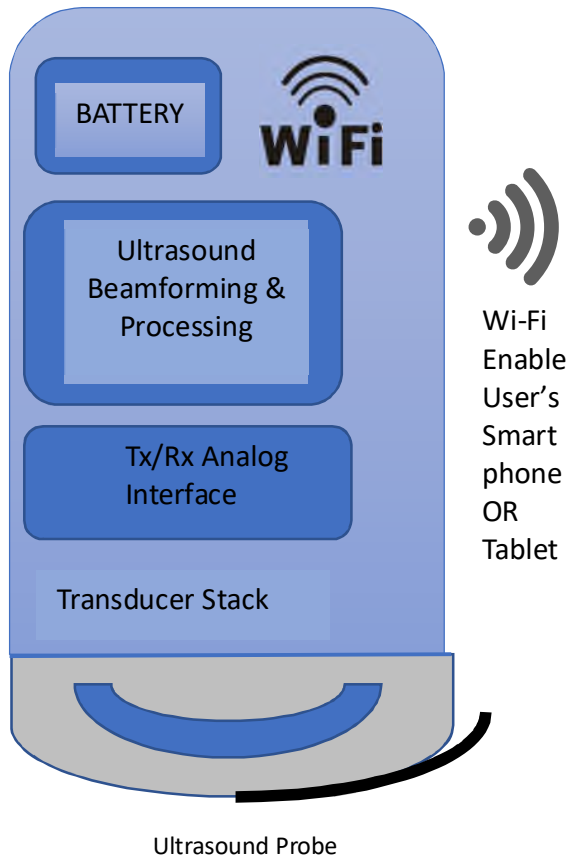 BATTERY
WiFi
Ultrasound
Beamforming &
Processing
Tx/Rx Analog
Interface
Transducer Stack
Wi-Fi
Enable
User's
Smart
phone
OR
Tablet
Ultrasound Probe